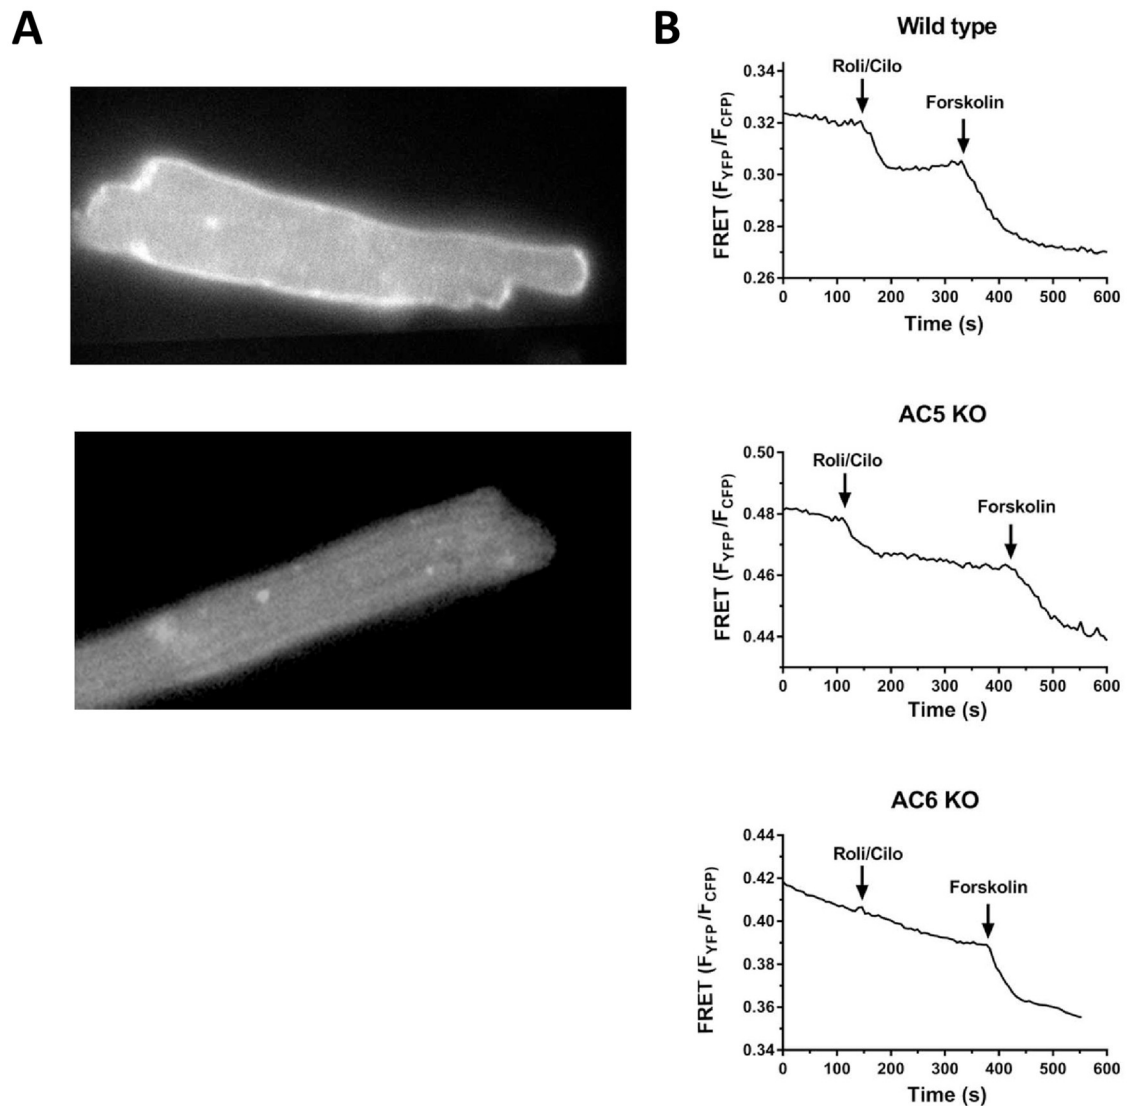 A
B
Wild type
Roli/Cilo
Forskolin
FRET (FYFP/FCFP)
0.34
0.32
0.30
0.28
0.26
0 100 200 300 400 500 600
Time (s)
AC5 KO
Roli/Cilo
Forskolin
FRET (FYFP/FCFP)
0.50
0.48
0.46
0.44
0 100 200 300 400 500 600
Time (s)
AC6 KO
Roli/Cilo
Forskolin
FRET (FYFP/FCFP)
0.44
0.42
0.40
0.38
0.36
0.34
0 100 200 300 400 500 600
Time (s)